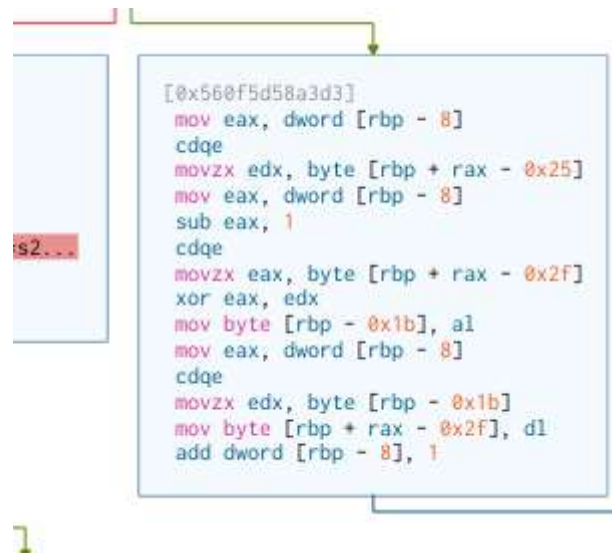 [0x560f5d58a3d3]
mov eax, dword [rbp - 8]
cdqe
movzx edx, byte [rbp + rax - 0x25]
mov eax, dword [rbp - 8]
sub eax, 1
cdqe
movzx eax, byte [rbp + rax - 0x2f]
xor eax, edx
mov byte [rbp - 0x1b], al
mov eax, dword [rbp - 8]
cdqe
movzx edx, byte [rbp - 0x1b]
mov byte [rbp + rax - 0x2f], dl
add dword [rbp - 8], 1
s2...